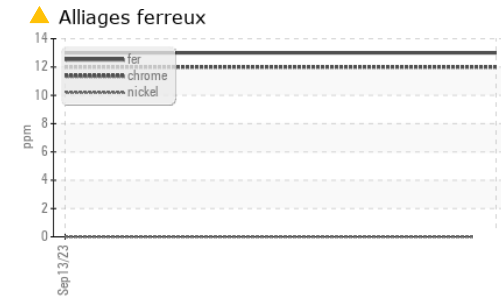 Alliages ferreux
14
12
10
8
6
4
2
0
ppm
fer
chrome
nickel
Sep13/23